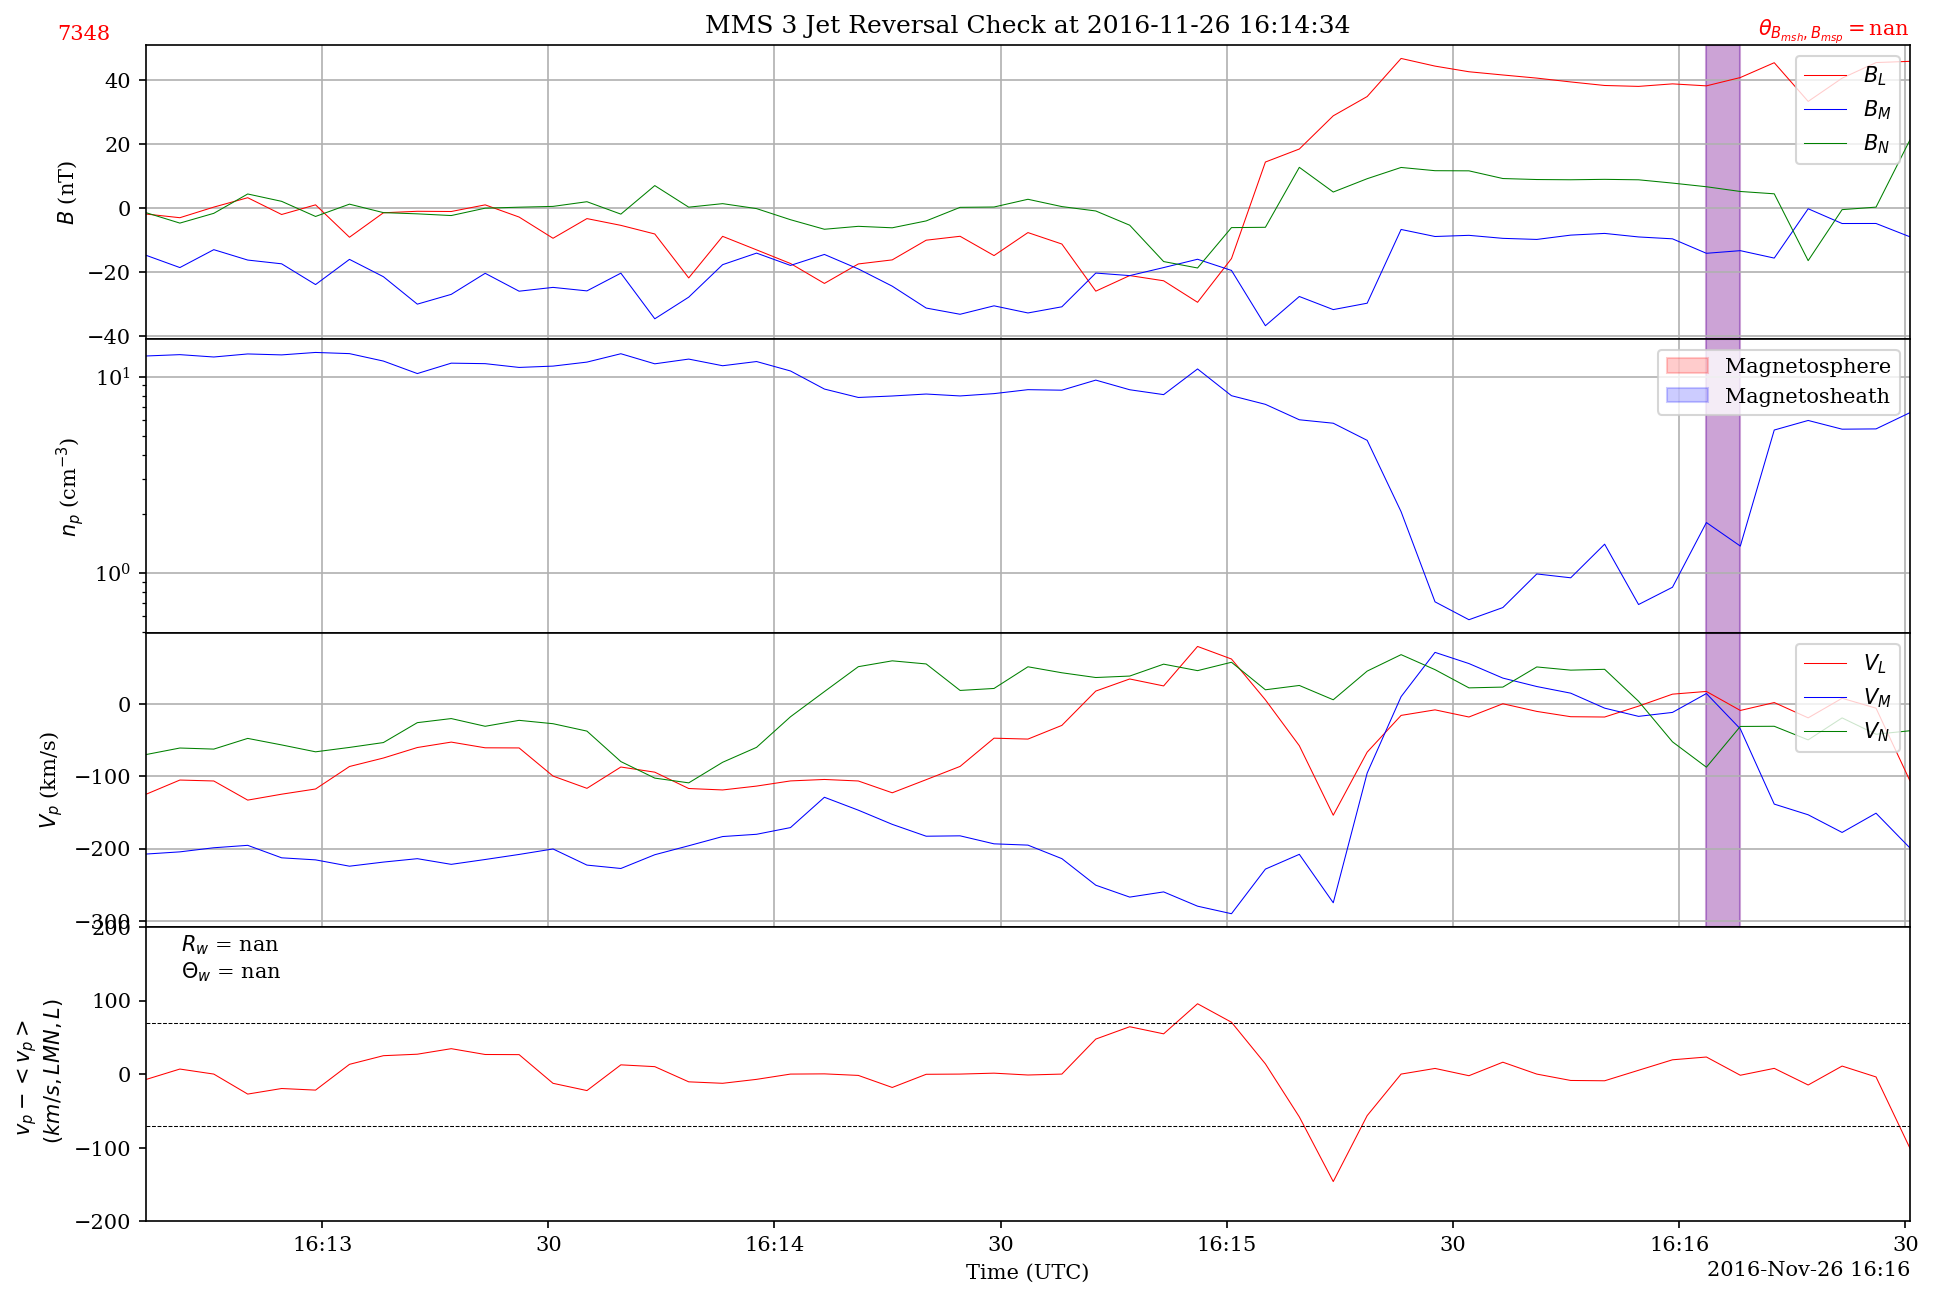 MMS 3 Jet Reversal Check at 2016-11-26 16:14:34
7348
θ_{B_{msh}, B_{msp}} = nan
B (nT)
40
20
0
−20
−40
B_L
B_M
B_N
n_p (cm^{−3})
10^1
10^0
Magnetosphere
Magnetosheath
V_p (km/s)
0
−100
−200
−300
V_L
V_M
V_N
v_p − < v_p >
(km/s, LMN, L)
200
100
0
−100
−200
R_w = nan
Θ_w = nan
16:13
30
16:14
30
16:15
30
16:16
30
Time (UTC)
2016-Nov-26 16:16